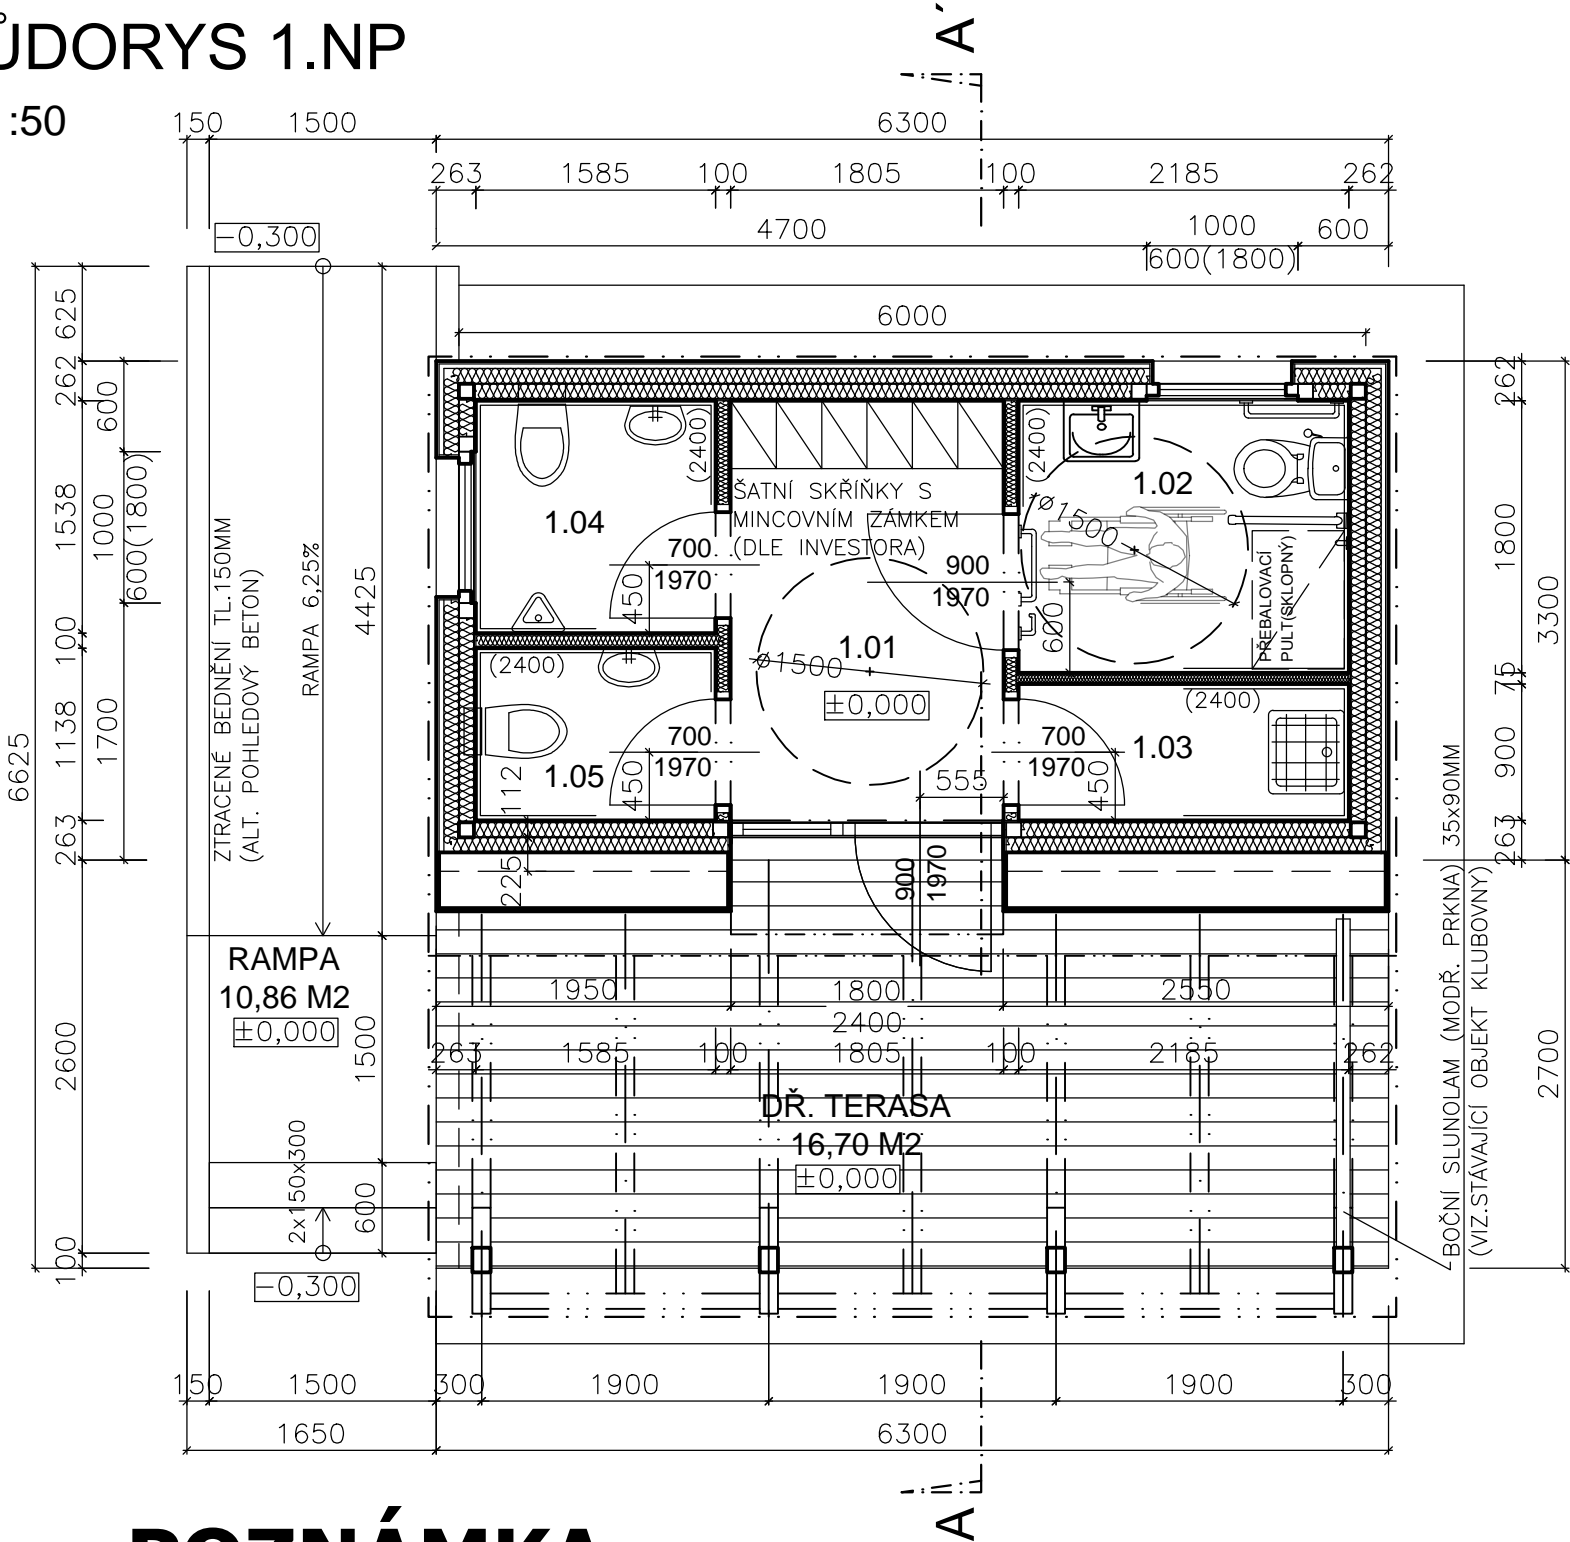 ŮDORYS 1.NP
:50
A'
150 1500 6300
263 1585 100 1805 100 2185 262
4700 1000 600
600(1800)
−0,300
6000
6625
625
262
1538
100
1138
263
2600
100
600
1000
600(1800)
1700
ZTRACENÉ BEDNĚNÍ TL.150MM
(ALT. POHLEDOVÝ BETON)
RAMPA 6,25%
4425
1500
600
2x150x300
RAMPA
10,86 M2
±0,000
−0,300
1.04
(2400)
700
1970
450
ŠATNÍ SKŘÍŇKY S
MINCOVNÍM ZÁMKEM
(DLE INVESTORA)
900
1970
600
(2400)
1.02
ø1500
PŘEBALOVACÍ
PULT(SKLOPNÝ)
1.01
ø1500
±0,000
(2400)
1.05
700
1970
450
112
225
555
700
1970
450
1.03
(2400)
900
1970
262
1800
75
900
263
3300
2700
BOČNÍ SLUNOLAM (MODŘ. PRKNA) 35x90MM
(VIZ.STÁVAJÍCÍ OBJEKT KLUBOVNY)
1950 1800 2550
2400
263 1585 100 1805 100 2185 262
DŘ. TERASA
16,70 M2
±0,000
150 1500 300 1900 1900 1900 300
1650 6300
A
POZNÁMKA